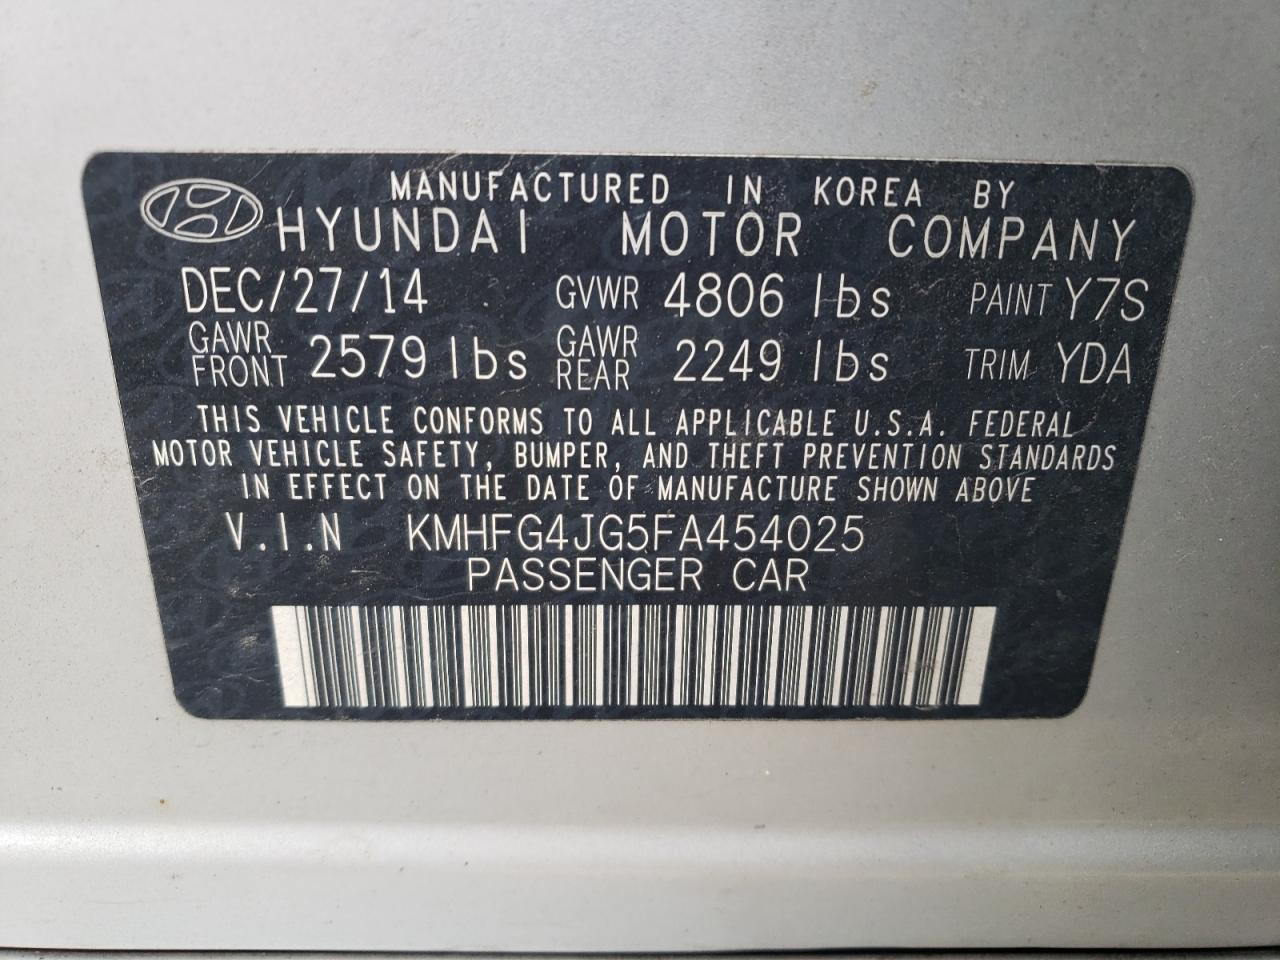 MANUFACTURED IN KOREA BY
HYUNDAI MOTOR COMPANY
DEC/27/14 GVWR 4806 lbs PAINT Y7S
GAWR FRONT 2579 lbs GAWR REAR 2249 lbs TRIM YDA
THIS VEHICLE CONFORMS TO ALL APPLICABLE U.S.A. FEDERAL
MOTOR VEHICLE SAFETY, BUMPER, AND THEFT PREVENTION STANDARDS
IN EFFECT ON THE DATE OF MANUFACTURE SHOWN ABOVE
V.I.N KMHFG4JG5FA454025
PASSENGER CAR